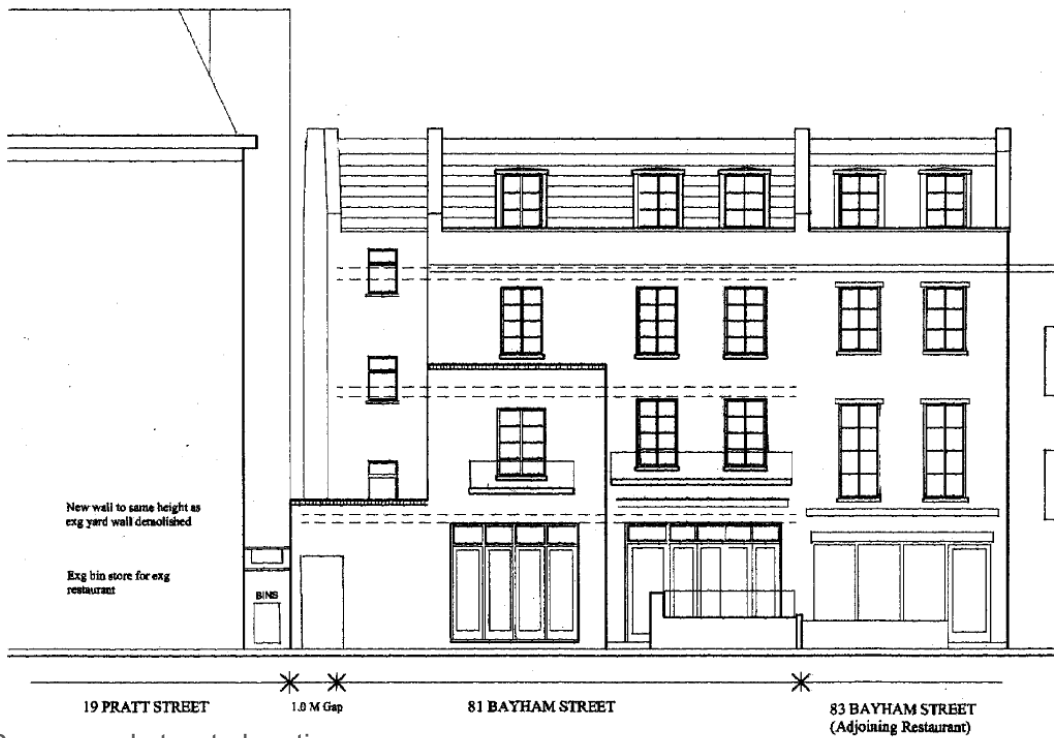 New wall to same height as
exg yard wall demolished
Exg bin store for exg
restaurant
BINS
19 PRATT STREET
1.0 M Gap
81 BAYHAM STREET
83 BAYHAM STREET
(Adjoining Restaurant)